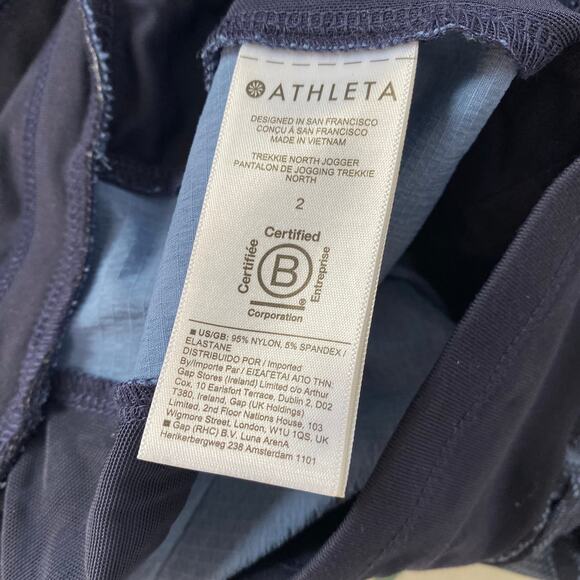 ATHLETA
DESIGNED IN SAN FRANCISCO
CONÇU À SAN FRANCISCO
MADE IN VIETNAM
TREKKIE NORTH JOGGER
PANTALON DE JOGGING TREKKIE
NORTH
2
Certified
Certifiée
B
Entreprise
®
Corporation
■ US/GB: 95% NYLON, 5% SPANDEX /
ELASTANE
DISTRIBUIDO POR / Imported
By/Importe Par / ΕΙΣΑΓΕΤΑΙ ΑΠΟ ΤΗΝ:
Gap Stores (Ireland) Limited c/o Arthur
Cox, 10 Earlsfort Terrace, Dublin 2, D02
T380, Ireland, Gap (UK Holdings)
Limited, 2nd Floor Nations House, 103
Wigmore Street, London, W1U 1QS, UK
■ Gap (RHC) B.V. Luna ArenA
Herikerbergweg 238 Amsterdam 1101